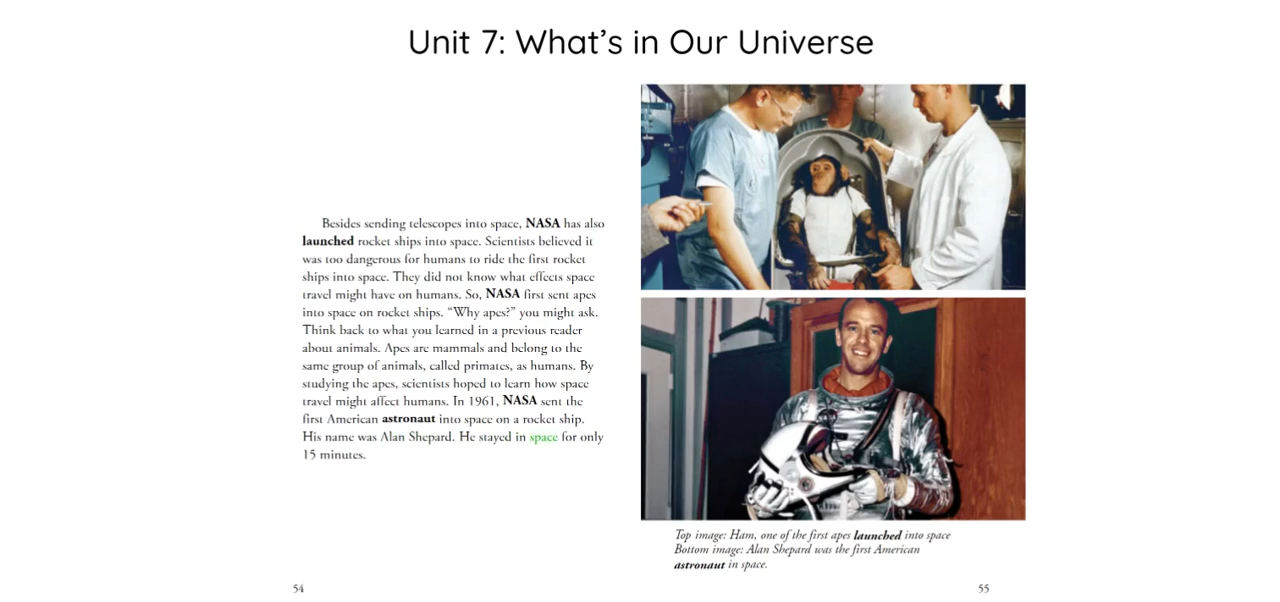 Unit 7: What's in Our Universe
Besides sending telescopes into space, NASA has also
launched rocket ships into space. Scientists believed it
was too dangerous for humans to ride the first rocket
ships into space. They did not know what effects space
travel might have on humans. So, NASA first sent apes
into space on rocket ships. “Why apes?” you might ask.
Think back to what you learned in a previous reader
about animals. Apes are mammals and belong to the
same group of animals, called primates, as humans. By
studying the apes, scientists hoped to learn how space
travel might affect humans. In 1961, NASA sent the
first American astronaut into space on a rocket ship.
His name was Alan Shepard. He stayed in space for only
15 minutes.
54
Top image: Ham, one of the first apes launched into space
Bottom image: Alan Shepard was the first American
astronaut in space.
55